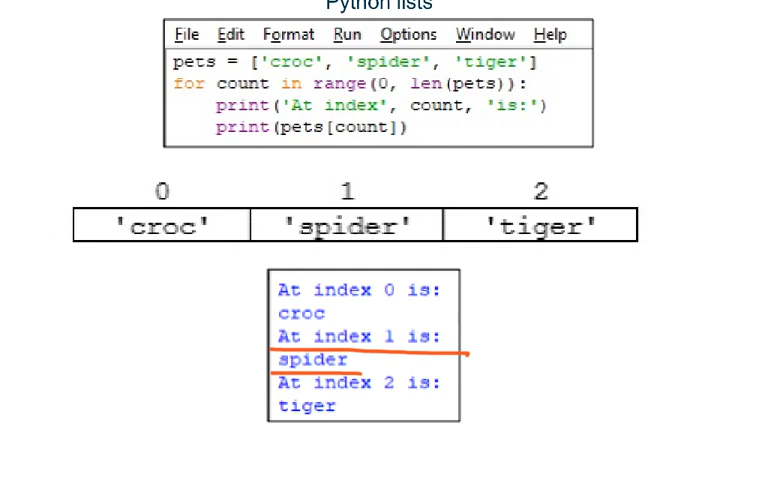 Python lists
File Edit Format Run Options Window Help
pets = ['croc', 'spider', 'tiger']
for count in range(0, len(pets)):
    print('At index', count, 'is:')
    print(pets[count])
0 1 2
'croc' 'spider' 'tiger'
At index 0 is:
croc
At index 1 is:
spider
At index 2 is:
tiger